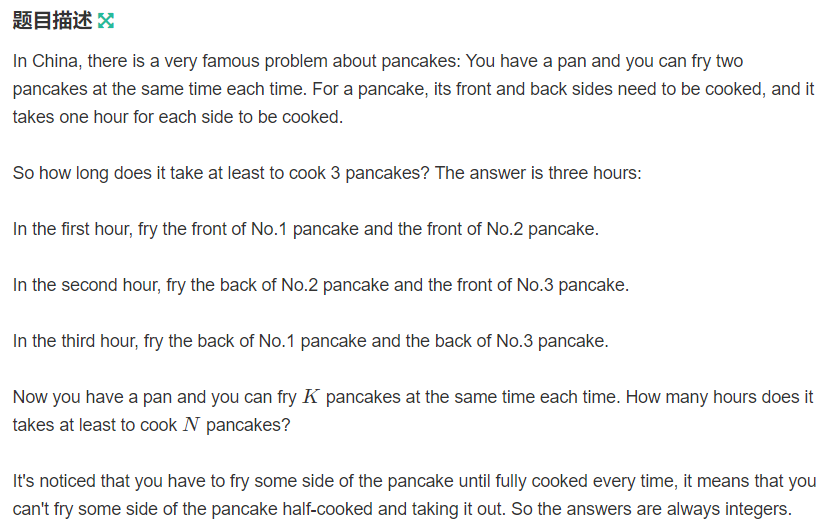 题目描述
In China, there is a very famous problem about pancakes: You have a pan and you can fry two
pancakes at the same time each time. For a pancake, its front and back sides need to be cooked, and it
takes one hour for each side to be cooked.
So how long does it take at least to cook 3 pancakes? The answer is three hours:
In the first hour, fry the front of No.1 pancake and the front of No.2 pancake.
In the second hour, fry the back of No.2 pancake and the front of No.3 pancake.
In the third hour, fry the back of No.1 pancake and the back of No.3 pancake.
Now you have a pan and you can fry K pancakes at the same time each time. How many hours does it
takes at least to cook N pancakes?
It's noticed that you have to fry some side of the pancake until fully cooked every time, it means that you
can't fry some side of the pancake half-cooked and taking it out. So the answers are always integers.